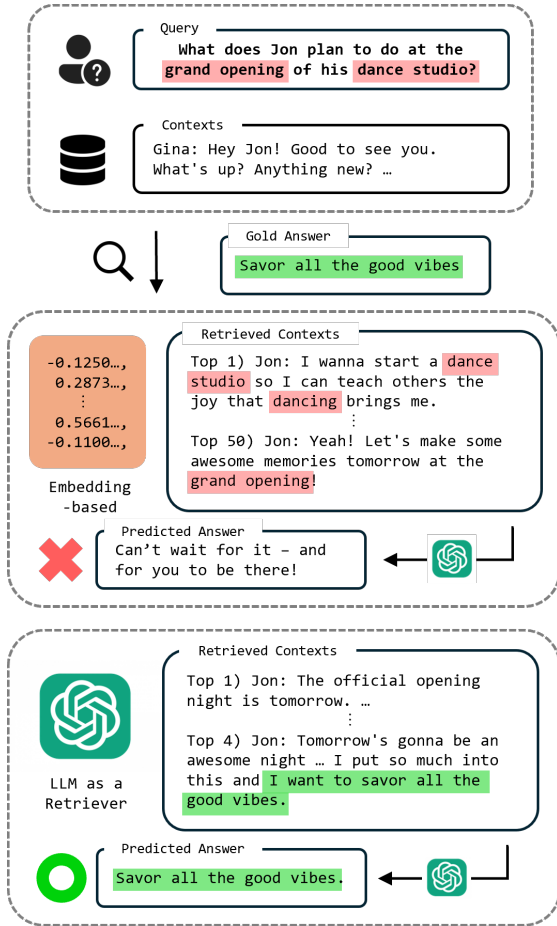 Query
What does Jon plan to do at the
grand opening of his dance studio?
Contexts
Gina: Hey Jon! Good to see you.
What's up? Anything new? …
Gold Answer
Savor all the good vibes
Retrieved Contexts
-0.1250…,
0.2873…,
⋮
0.5661…,
-0.1100…,
Embedding
-based
Top 1) Jon: I wanna start a dance
studio so I can teach others the
joy that dancing brings me.
⋮
Top 50) Jon: Yeah! Let's make some
awesome memories tomorrow at the
grand opening!
Predicted Answer
Can’t wait for it – and
for you to be there!
Retrieved Contexts
LLM as a
Retriever
Top 1) Jon: The official opening
night is tomorrow. …
⋮
Top 4) Jon: Tomorrow's gonna be an
awesome night … I put so much into
this and I want to savor all the
good vibes.
Predicted Answer
Savor all the good vibes.